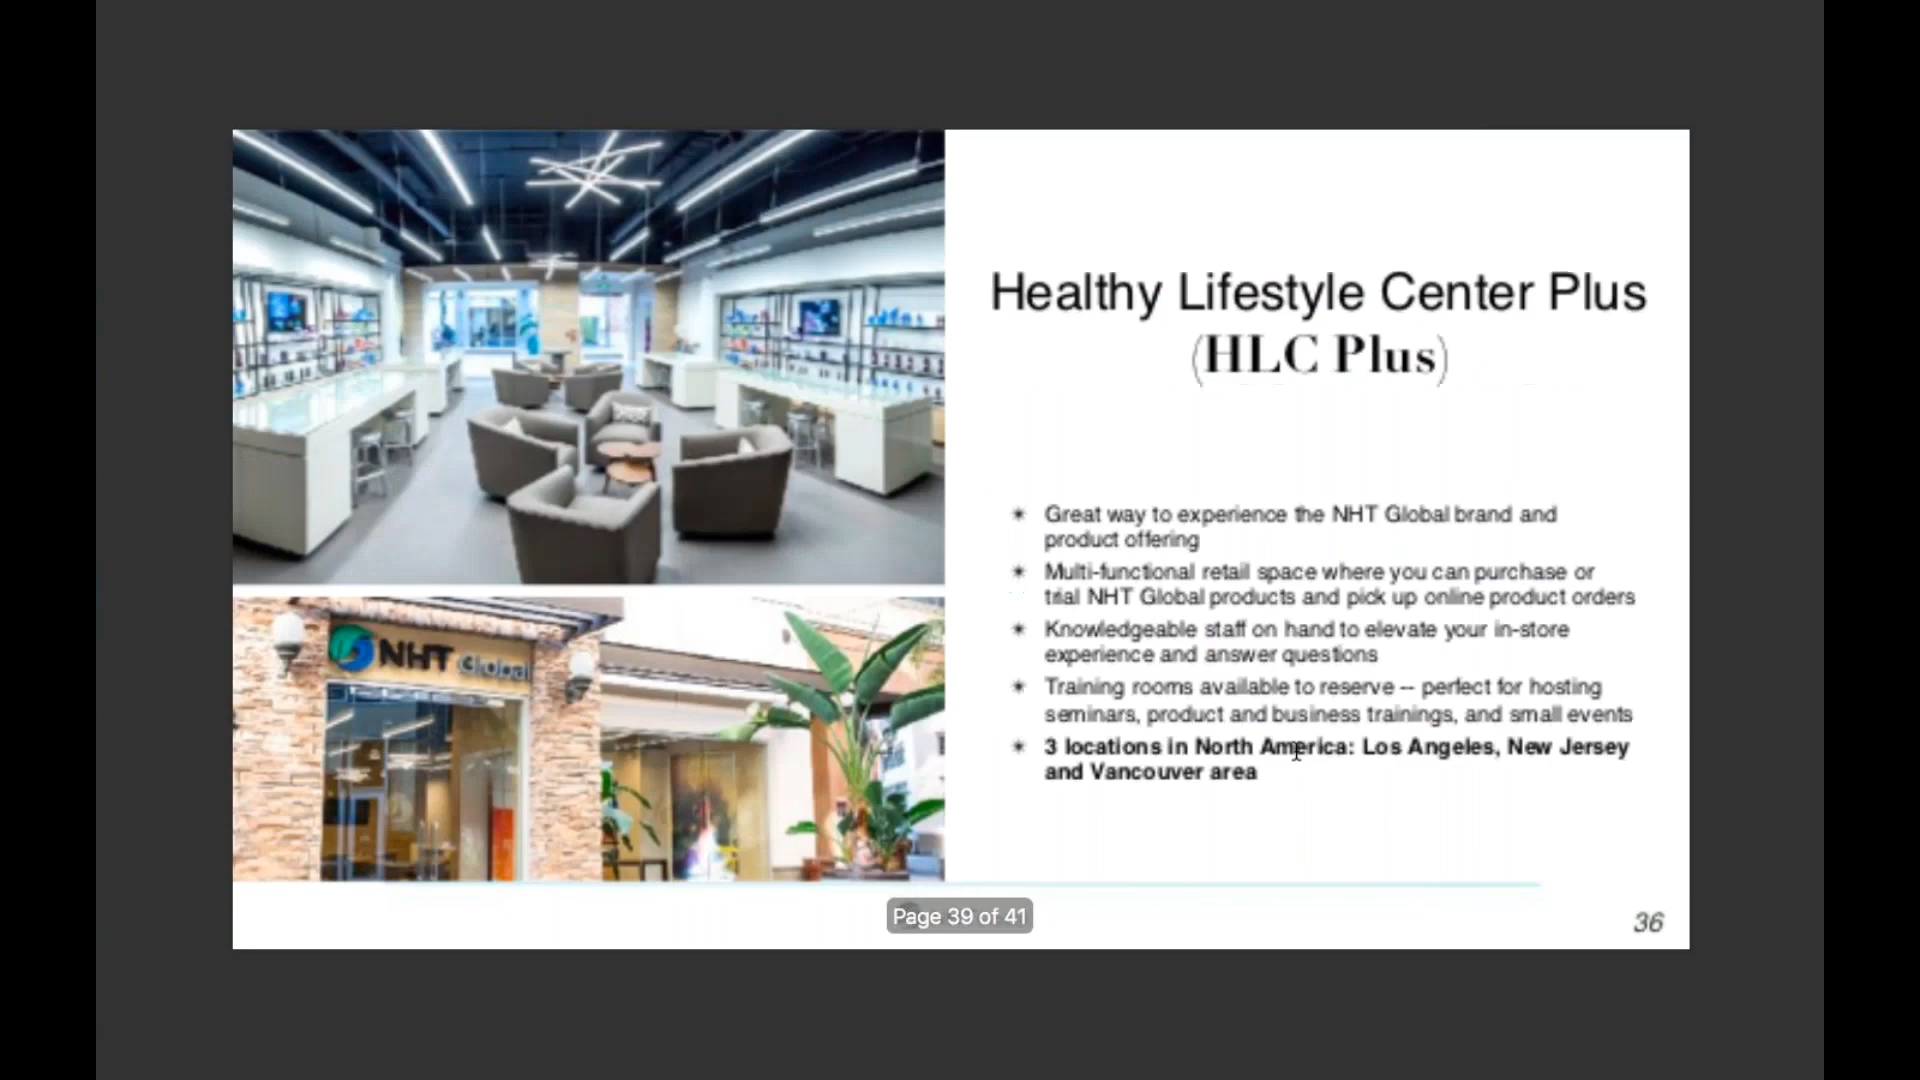 Healthy Lifestyle Center Plus
(HLC Plus)
✶ Great way to experience the NHT Global brand and
product offering
✶ Multi-functional retail space where you can purchase or
trial NHT Global products and pick up online product orders
✶ Knowledgeable staff on hand to elevate your in-store
experience and answer questions
✶ Training rooms available to reserve -- perfect for hosting
seminars, product and business trainings, and small events
✶ 3 locations in North America: Los Angeles, New Jersey
and Vancouver area
NHT Global
Page 39 of 41
36